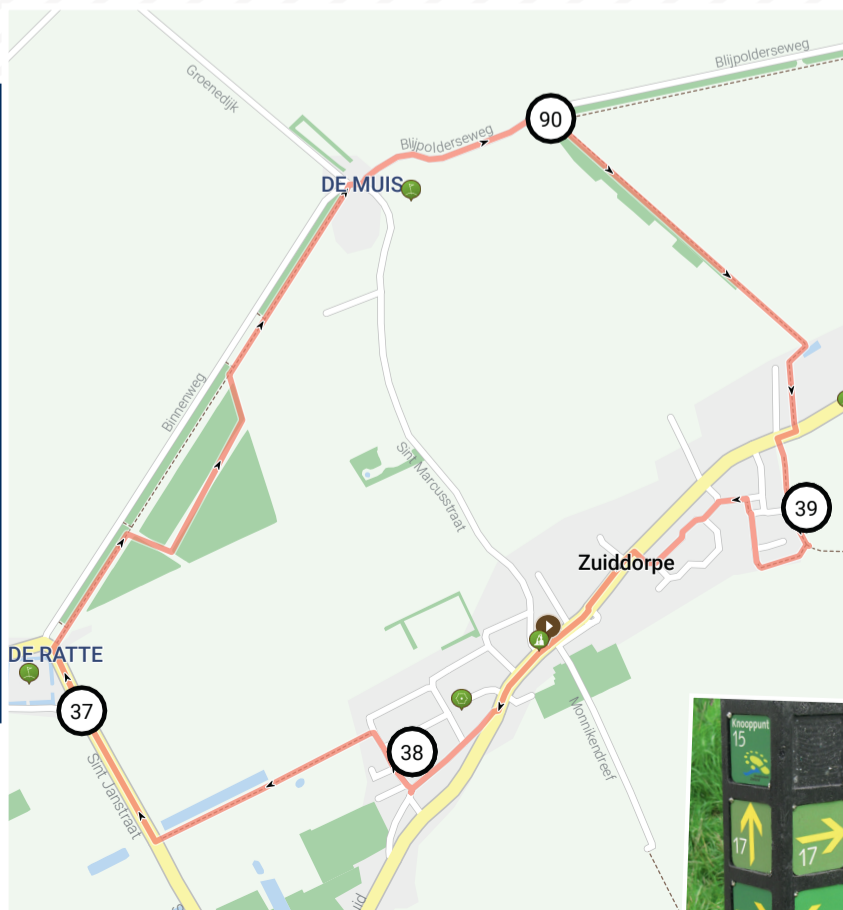 Groenedijk
Blijpolderseweg
90
Blijpolderseweg
DE MUIS
Binnenweg
Sint Marcusstraat
39
Zuiddorpe
DE RATTE
37
38
Monnikendreef
Sint Janstraat
Knooppunt
15
17
17
uid